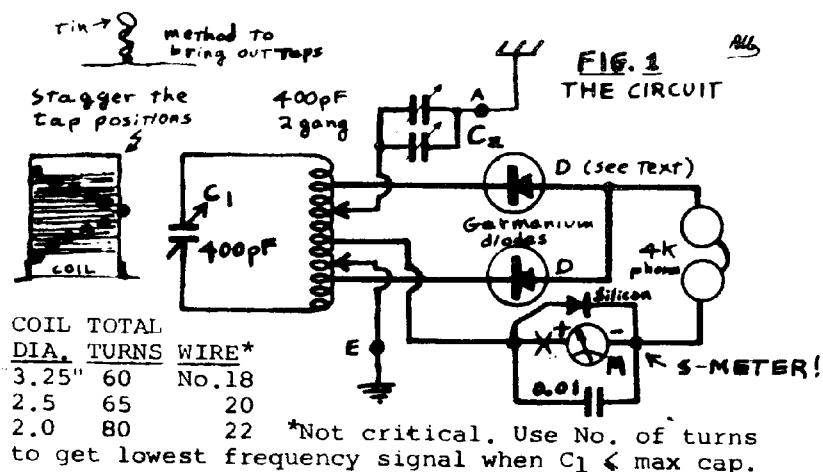 Tin
method to
bring out taps
FIG. 1
THE CIRCUIT
Stagger the
tap positions
400pF
2 gang
A
C2
C1
400pF
D (see Text)
Germanium
diodes
D
4K
phones
COIL
Silicon
E
X + -
M
S-METER!
0.01
COIL TOTAL
DIA. TURNS WIRE*
3.25" 60 No.18
2.5 65 20
2.0 80 22 *Not critical. Use No. of turns
to get lowest frequency signal when C1 < max cap.